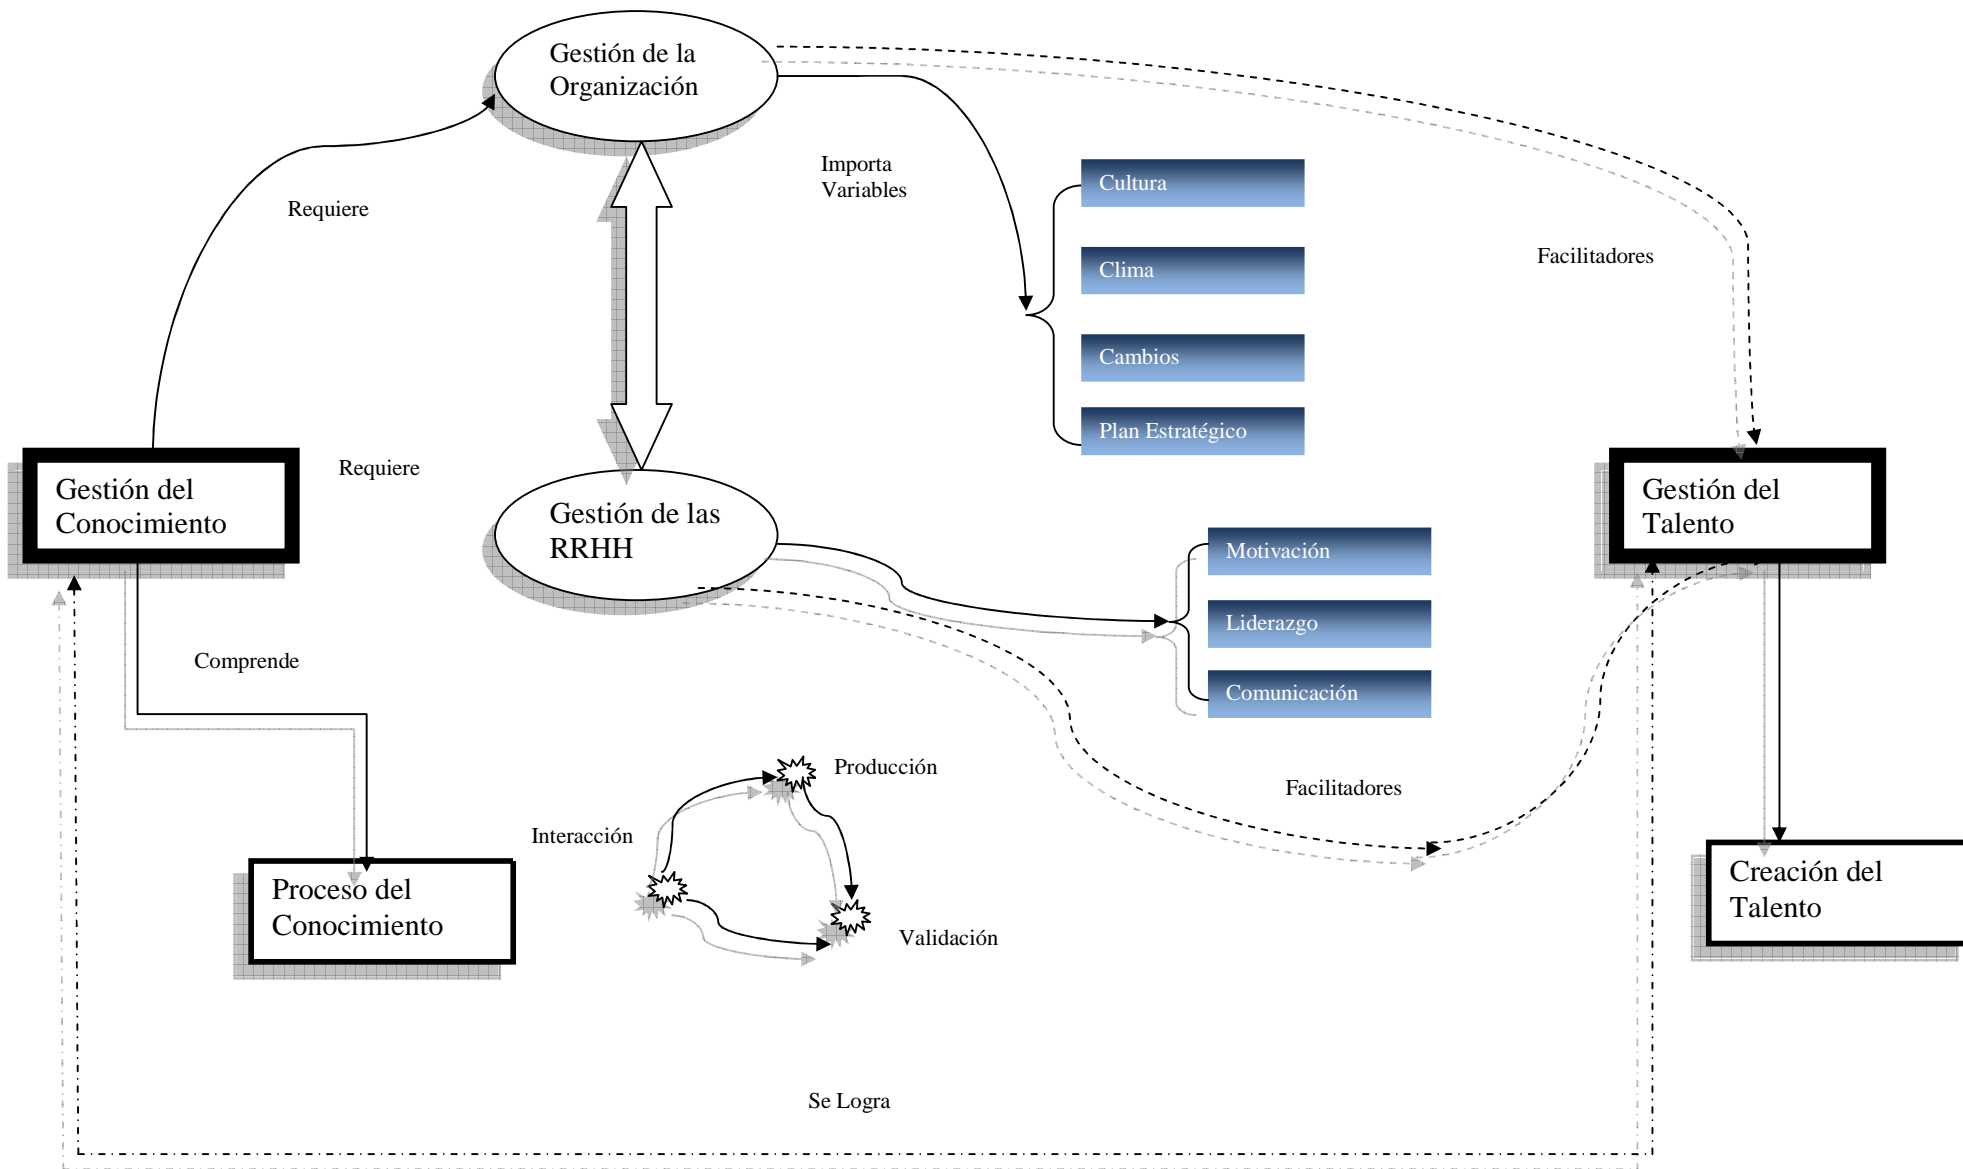 Gestión de la
Organización
Importa
Variables
Cultura
Requiere
Facilitadores
Clima
Cambios
Plan Estratégico
Requiere
Gestión del
Conocimiento
Gestión de las
RRHH
Gestión del
Talento
Motivación
Liderazgo
Comunicación
Comprende
Producción
Facilitadores
Interacción
Proceso del
Conocimiento
Validación
Creación del
Talento
Se Logra